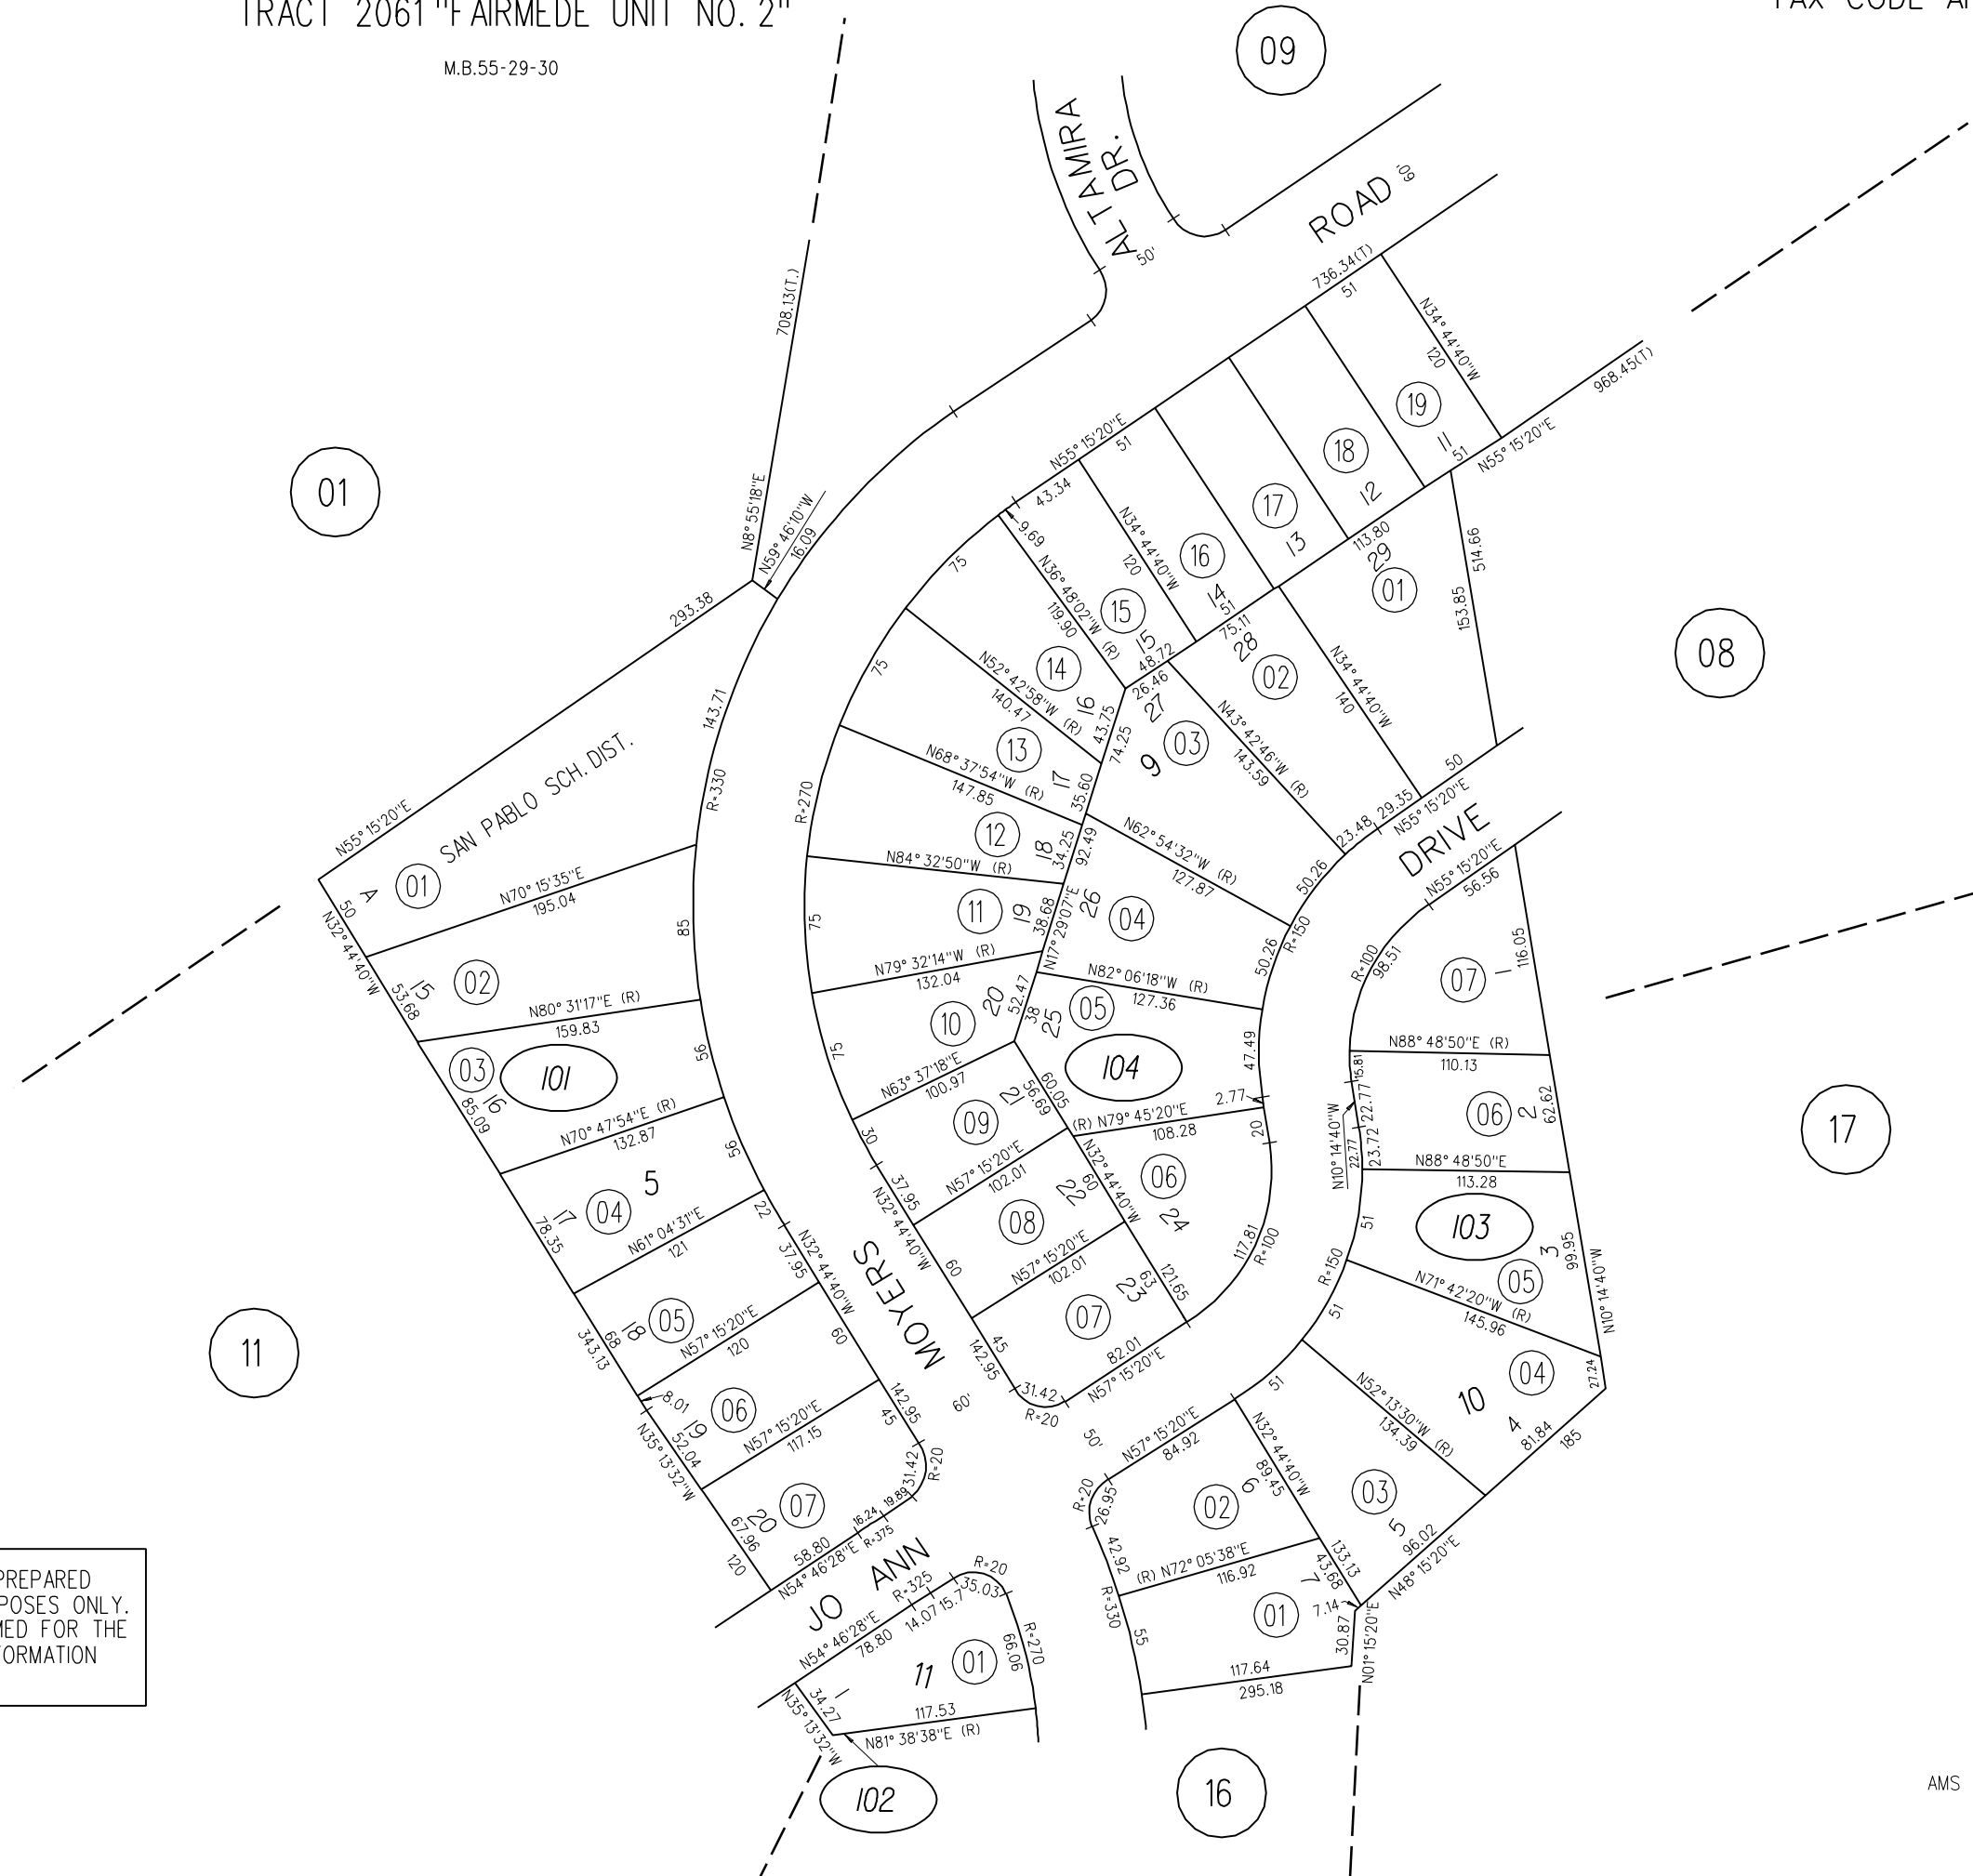 TRACT 2061 "FAIRMEDE UNIT NO. 2"
M.B.55-29-30
TAX CODE
09
ALTAMIRA
DR.
50'
ROAD 60'
736.34(T)
51
N34°44'40"W
120
968.45(T)
708.13(T.)
N8°55'18"E
N59°46'10"W
16.09
293.38
01
N55°15'20"E
51
43.34
N34°44'40"W
120
19
11
51
N55°15'20"E
18
12
17
13
113.80
29
01
514.66
153.85
16
14
51
75.11
28
02
9.69
N36°48'02"W (R)
119.90
15
15
48.72
26.46
27
75
N52°42'58"W (R)
140.47
14
16
43.75
74.25
N34°44'40"W
140
08
75
N68°37'54"W (R)
147.85
13
17
35.60
9
03
N43°42'46"W (R)
143.59
50
29.35
23.48
N55°15'20"E
DRIVE
143.71
R=330
R=270
12
18
34.25
92.49
N62°54'32"W (R)
127.87
50.26
N84°32'50"W (R)
N55°15'20"E
SAN PABLO SCH. DIST.
A
01
50
N32°44'40"W
N70°15'35"E
195.04
85
75
11
19
38.68
N17°29'07"E
26
04
50.26
R=150
N55°15'20"E
56.56
R=100
98.51
07
1
116.05
15
02
53.68
N79°32'14"W (R)
132.04
N82°06'18"W (R)
127.36
N80°31'17"E (R)
159.83
10
20
52.47
38
25
05
03
101
16
85.09
56
75
104
47.49
N88°48'50"E (R)
110.13
15.81
N63°37'18"E
100.97
60.05
56.69
2.77
22.77
06
2
62.62
17
N70°47'54"E (R)
132.87
56
09
21
(R) N79°45'20"E
108.28
20
N10°14'40"W
22.77
23.72
N88°48'50"E
113.28
5
30
37.95
N57°15'20"E
102.01
N32°44'40"W
60
22
06
24
17
04
78.35
N61°04'31"E
121
22
37.95
N32°44'40"W
08
N57°15'20"E
102.01
51
103
3
99.95
05
N10°14'40"W
11
05
18
68
343.13
N57°15'20"E
120
N32°44'40"W
60
MOYERS
60
23
63
121.65
07
117.81
R=100
R=150
N71°42'20"W (R)
145.96
51
82.01
N57°15'20"E
45
142.95
31.42
R=20
27.24
04
10
4
81.84
185
8.01
19
06
52.04
N35°13'32"W
N57°15'20"E
117.15
142.95
45
60'
50'
51
N52°13'30"W (R)
134.39
N57°15'20"E
84.92
N32°44'40"W
89.45
31.42
R=20
20
07
67.96
120
58.80
16.24
19.89
R=375
N54°46'28"E
R=20
26.95
02
6
03
5
96.02
N48°15'20"E
42.92
(R) N72°05'38"E
116.92
133.13
43.68
7
01
7.14
30.87
N01°15'20"E
R=330
55
117.64
295.18
JO ANN
N54°46'28"E
78.80
R=325
14.07
15.7
35.03
R=20
66.06
R=270
11
01
1
34.27
N35°13'32"W
117.53
N81°38'38"E (R)
102
16
PREPARED
POSES ONLY.
FOR THE
AMS